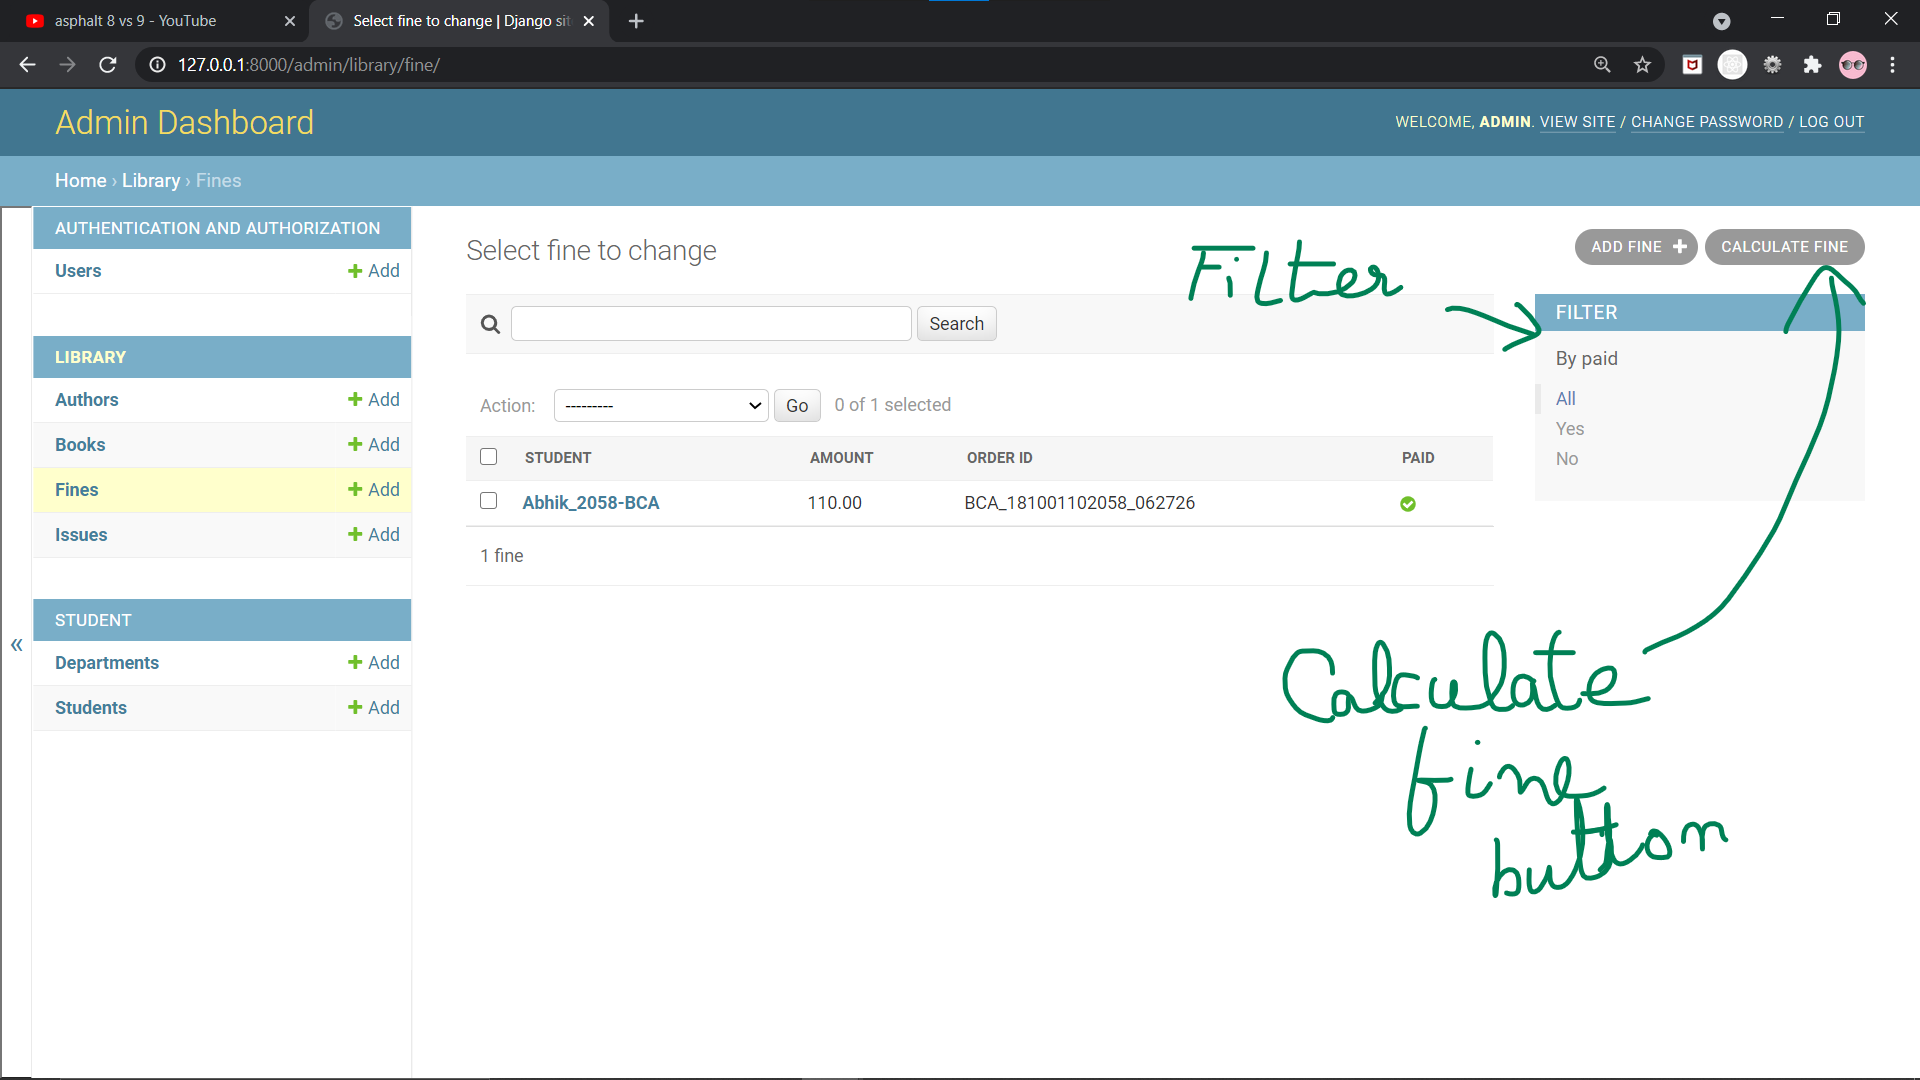 asphalt 8 vs 9 - YouTube
Select fine to change | Django sit
127.0.0.1:8000/admin/library/fine/
Admin Dashboard
WELCOME, ADMIN. VIEW SITE / CHANGE PASSWORD / LOG OUT
Home › Library › Fines
AUTHENTICATION AND AUTHORIZATION
Users + Add
LIBRARY
Authors + Add
Books + Add
Fines + Add
Issues + Add
STUDENT
Departments + Add
Students + Add
«
Select fine to change
Filter
ADD FINE +
CALCULATE FINE
Search
Action: --------- Go 0 of 1 selected
STUDENT AMOUNT ORDER ID PAID
Abhik_2058-BCA 110.00 BCA_181001102058_062726
1 fine
FILTER
By paid
All
Yes
No
Calculate
fine
button